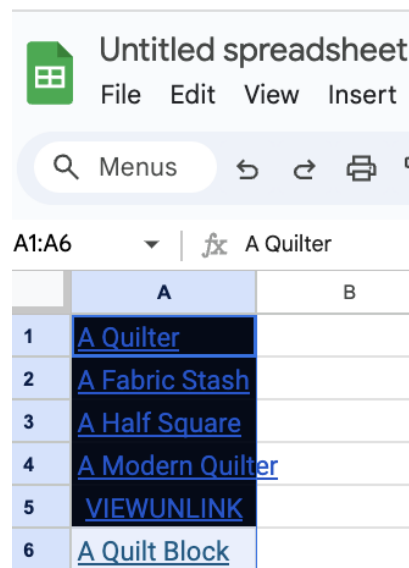 Untitled spreadsheet
File Edit View Insert
Menus
A1:A6 fx A Quilter
A B
1 A Quilter
2 A Fabric Stash
3 A Half Square
4 A Modern Quilter
5 VIEWUNLINK
6 A Quilt Block